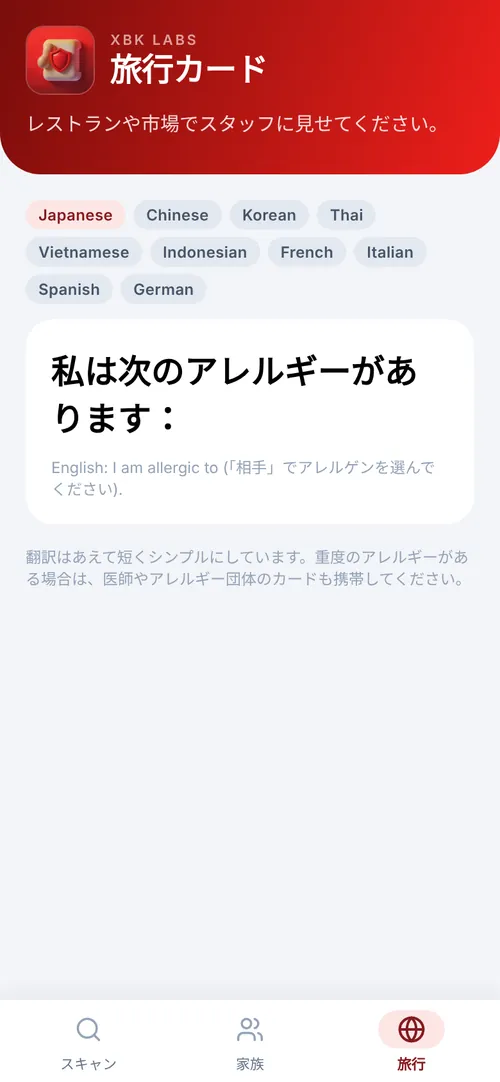 XBK LABS
旅行カード
レストランや市場でスタッフに見せてください。
Japanese
Chinese
Korean
Thai
Vietnamese
Indonesian
French
Italian
Spanish
German
私は次のアレルギーがあ
ります：
English: I am allergic to (「相手」でアレルゲンを選んで
ください).
翻訳はあえて短くシンプルにしています。重度のアレルギーがあ
る場合は、医師やアレルギー団体のカードも携帯してください。
スキャン
家族
旅行